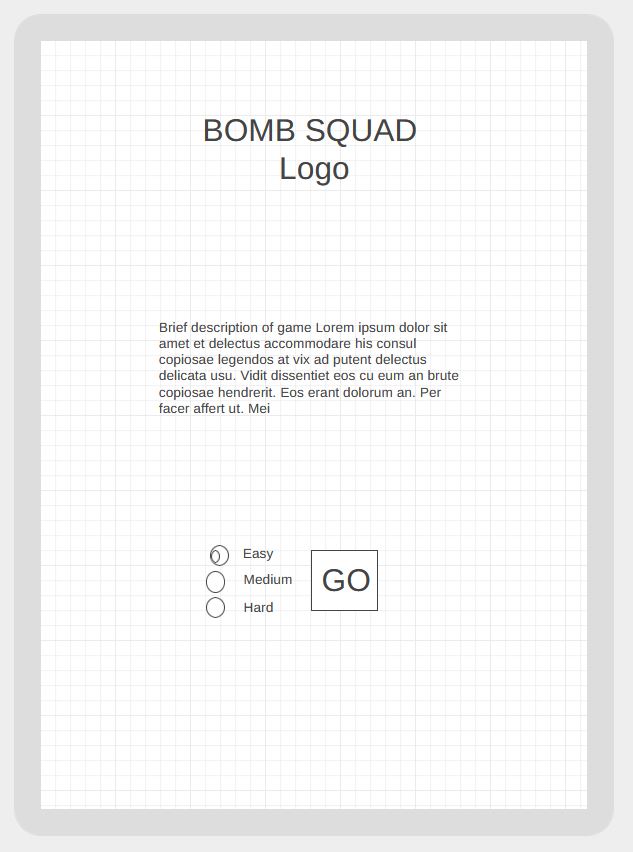 BOMB SQUAD
Logo
Brief description of game Lorem ipsum dolor sit
amet et delectus accommodare his consul
copiosae legendos at vix ad putent delectus
delicata usu. Vidit dissentiet eos cu eum an brute
copiosae hendrerit. Eos erant dolorum an. Per
facer affert ut. Mei
Easy
Medium
Hard
GO